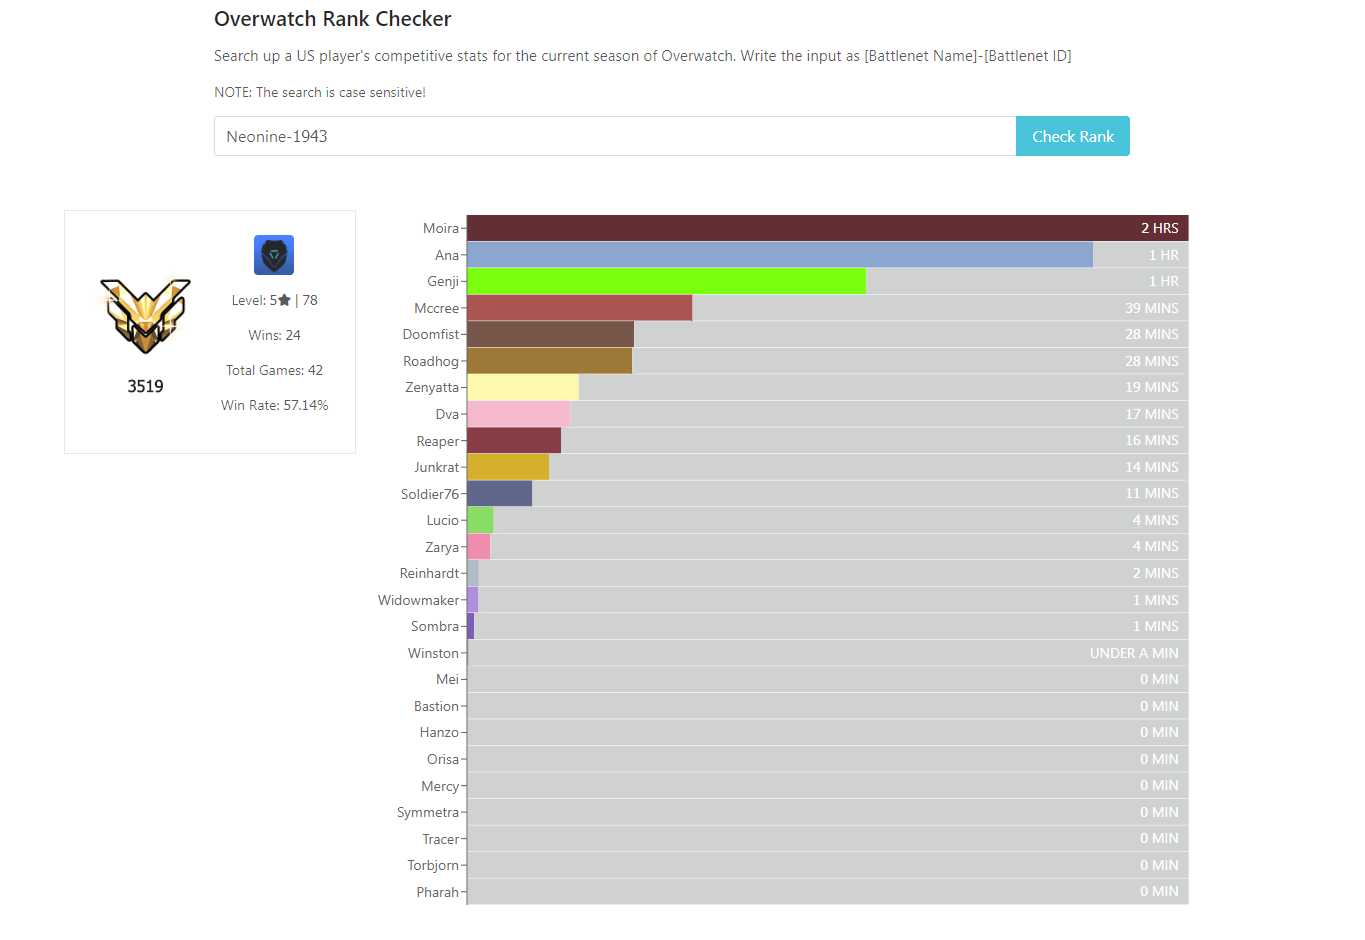 Overwatch Rank Checker
Search up a US player's competitive stats for the current season of Overwatch. Write the input as [Battlenet Name]-[Battlenet ID]
NOTE: The search is case sensitive!
Neonine-1943
Check Rank
3519
Level: 5★ | 78
Wins: 24
Total Games: 42
Win Rate: 57.14%
Moira 2 HRS
Ana 1 HR
Genji 1 HR
Mccree 39 MINS
Doomfist 28 MINS
Roadhog 28 MINS
Zenyatta 19 MINS
Dva 17 MINS
Reaper 16 MINS
Junkrat 14 MINS
Soldier76 11 MINS
Lucio 4 MINS
Zarya 4 MINS
Reinhardt 2 MINS
Widowmaker 1 MINS
Sombra 1 MINS
Winston UNDER A MIN
Mei 0 MIN
Bastion 0 MIN
Hanzo 0 MIN
Orisa 0 MIN
Mercy 0 MIN
Symmetra 0 MIN
Tracer 0 MIN
Torbjorn 0 MIN
Pharah 0 MIN